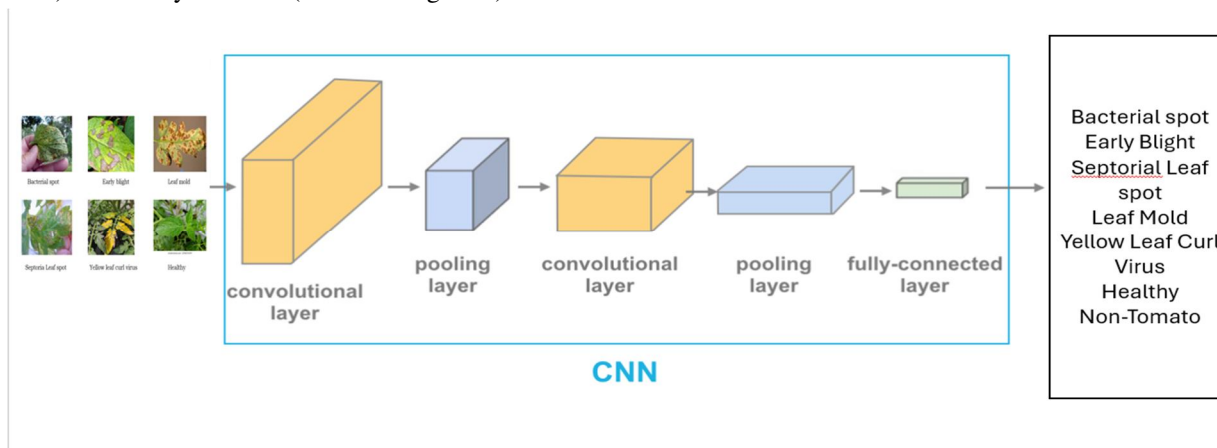 Bacterial spot
Early blight
Leaf mold
Septoria Leaf spot
Yellow leaf curl virus
Healthy
convolutional
layer
pooling
layer
convolutional
layer
pooling
layer
fully-connected
layer
CNN
Bacterial spot
Early Blight
Septorial Leaf
spot
Leaf Mold
Yellow Leaf Curl
Virus
Healthy
Non-Tomato